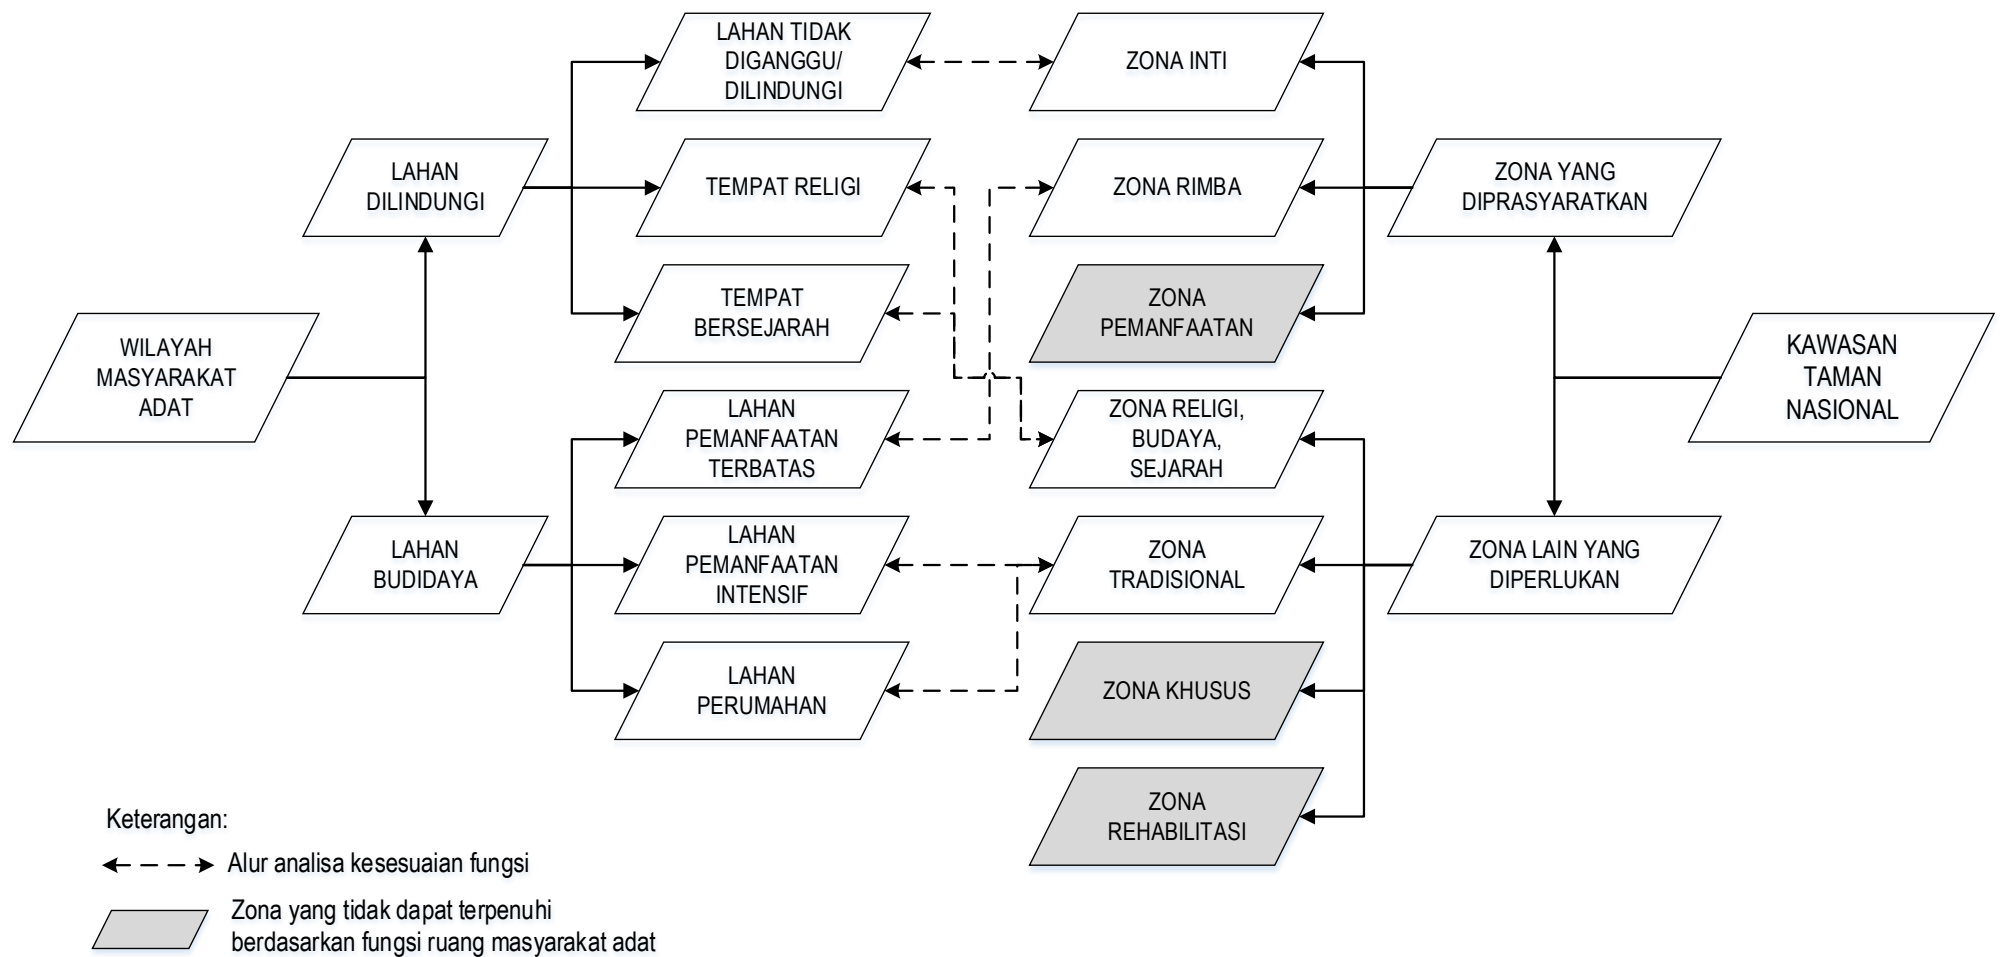 LAHAN TIDAK
DIGANGGU/
DILINDUNGI
ZONA INTI
LAHAN
DILINDUNGI
TEMPAT RELIGI
ZONA RIMBA
ZONA YANG
DIPRASYARATKAN
TEMPAT
BERSEJARAH
ZONA
PEMANFAATAN
WILAYAH
MASYARAKAT
ADAT
KAWASAN
TAMAN
NASIONAL
LAHAN
PEMANFAATAN
TERBATAS
ZONA RELIGI,
BUDAYA,
SEJARAH
LAHAN
BUDIDAYA
LAHAN
PEMANFAATAN
INTENSIF
ZONA
TRADISIONAL
ZONA LAIN YANG
DIPERLUKAN
LAHAN
PERUMAHAN
ZONA KHUSUS
ZONA
REHABILITASI
Keterangan:
Alur analisa kesesuaian fungsi
Zona yang tidak dapat terpenuhi
berdasarkan fungsi ruang masyarakat adat